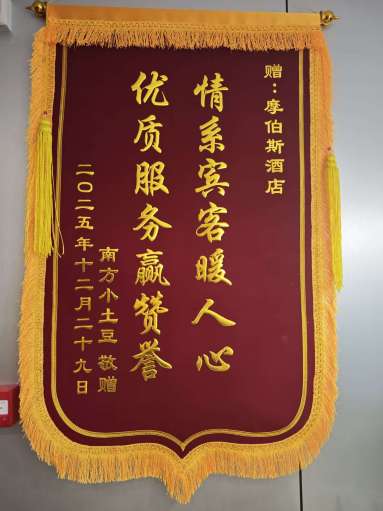 赠：摩伯斯酒店
情系宾客暖人心
优质服务赢赞誉
南方小土豆 敬赠
二〇二五年十二月二十九日